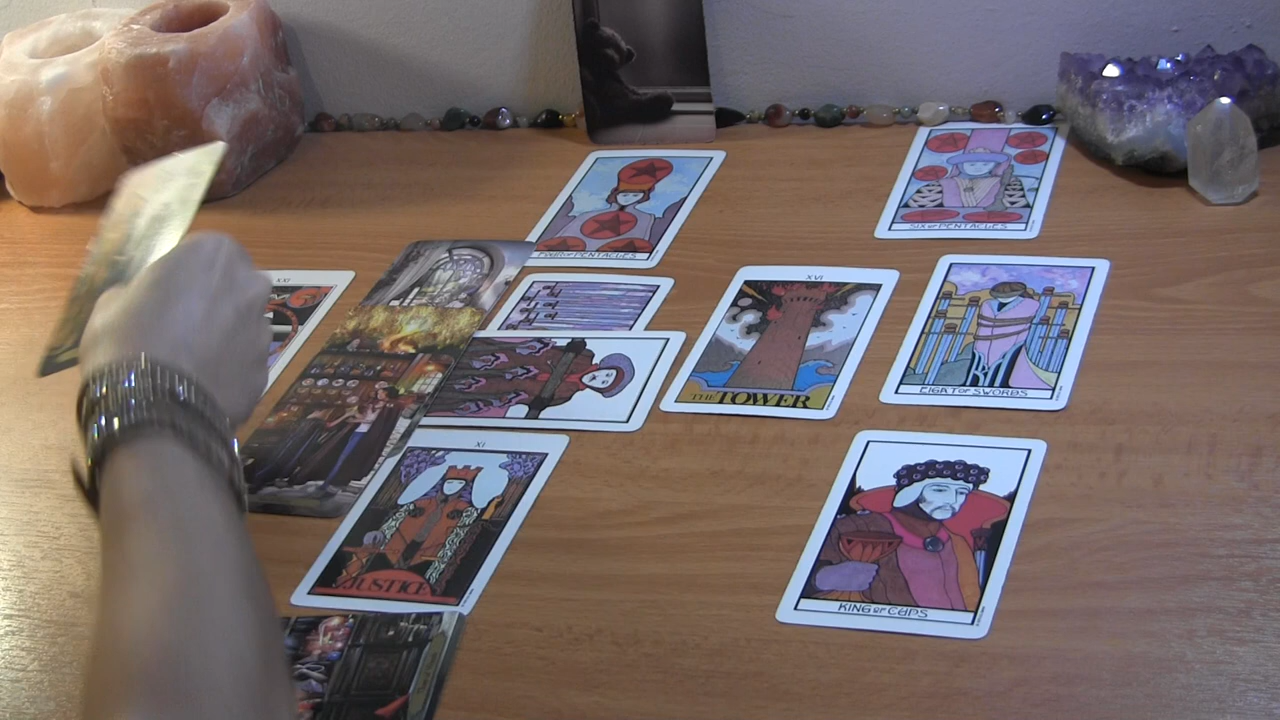 SIX OF PENTACLES
FOUR OF PENTACLES
XXI
XVI
THE TOWER
EIGHT OF SWORDS
XI
JUSTICE
KING OF CUPS